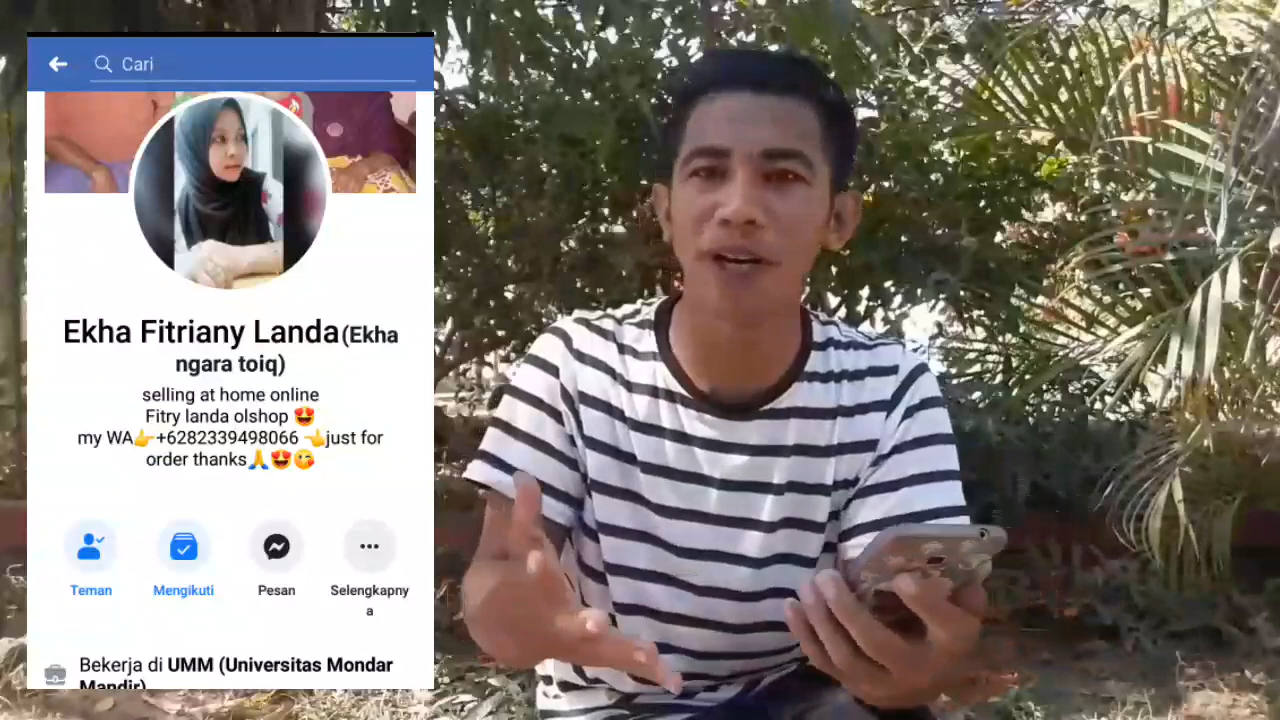 Cari
Ekha Fitriany Landa(Ekha
ngara toiq)
selling at home online
Fitry landa olshop 😍
my WA👉+6282339498066 👈just for
order thanks🙏😍😘
Teman
Mengikuti
Pesan
Selengkapny
a
Bekerja di UMM (Universitas Mondar
Mandir)